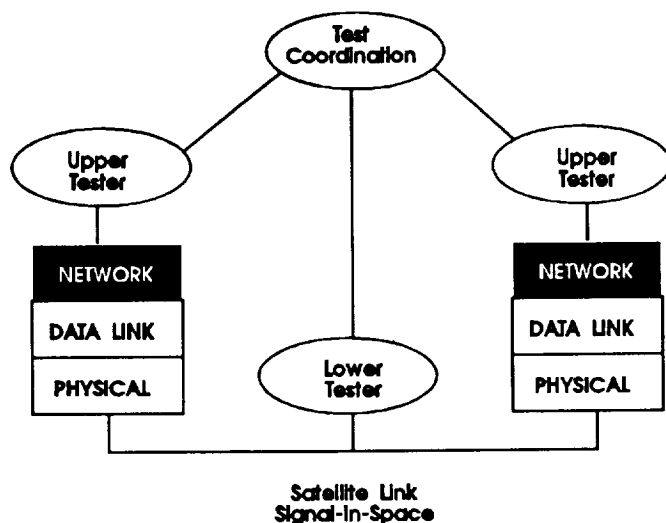 Test
Coordination
Upper
Tester
Upper
Tester
NETWORK
DATA LINK
PHYSICAL
Lower
Tester
NETWORK
DATA LINK
PHYSICAL
Satellite Link
Signal-in-Space